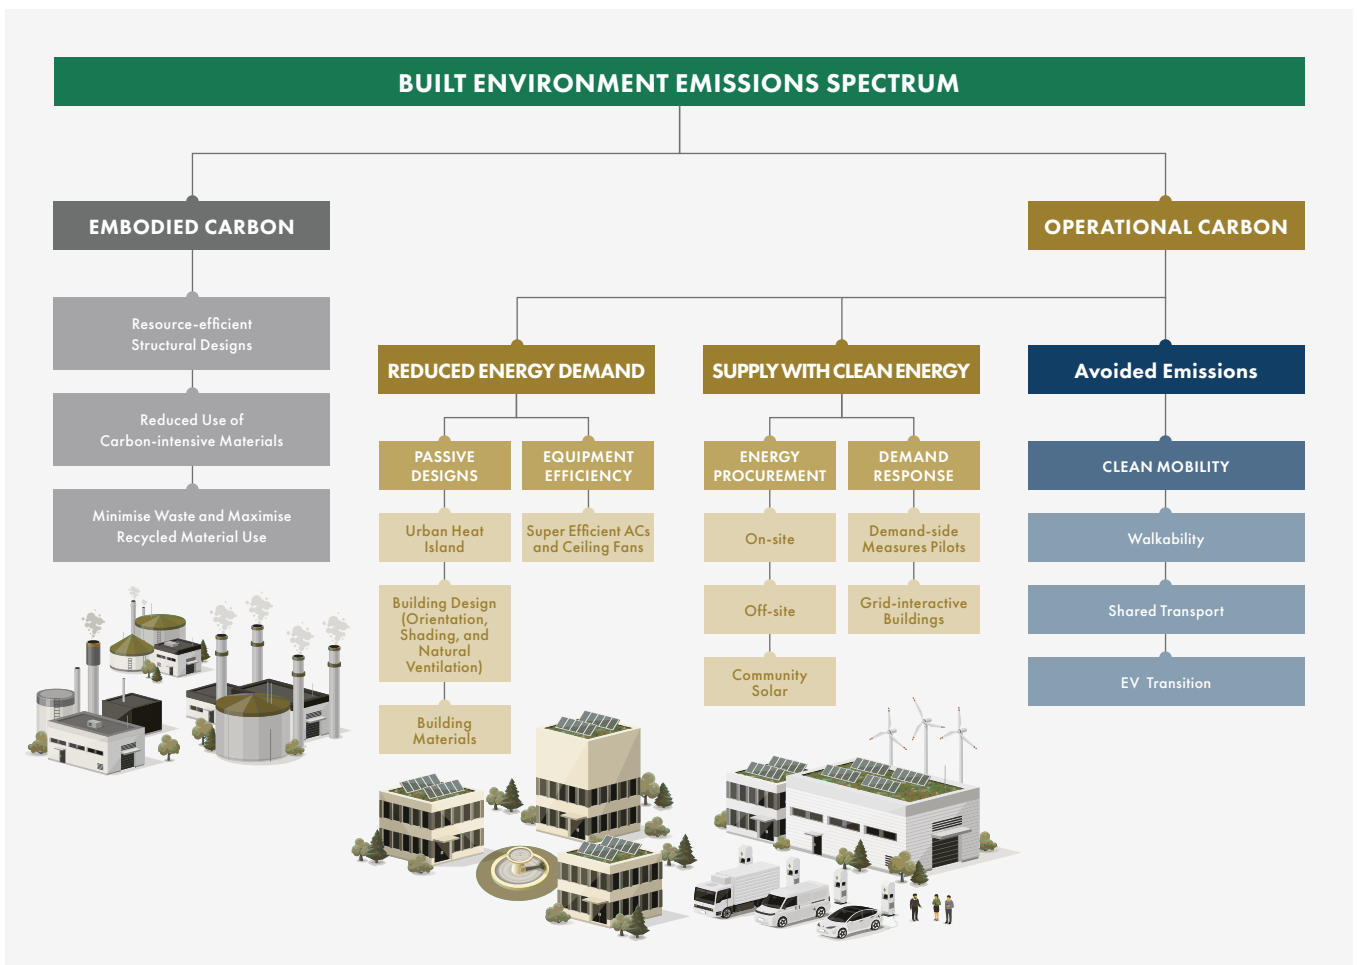 BUILT ENVIRONMENT EMISSIONS SPECTRUM
EMBODIED CARBON
Resource-efficient
Structural Designs
Reduced Use of
Carbon-intensive Materials
Minimise Waste and Maximise
Recycled Material Use
OPERATIONAL CARBON
REDUCED ENERGY DEMAND
PASSIVE
DESIGNS
Urban Heat
Island
Building Design
(Orientation,
Shading, and
Natural
Ventilation)
Building
Materials
EQUIPMENT
EFFICIENCY
Super Efficient ACs
and Ceiling Fans
SUPPLY WITH CLEAN ENERGY
ENERGY
PROCUREMENT
On-site
Off-site
Community
Solar
DEMAND
RESPONSE
Demand-side
Measures Pilots
Grid-interactive
Buildings
Avoided Emissions
CLEAN MOBILITY
Walkability
Shared Transport
EV Transition